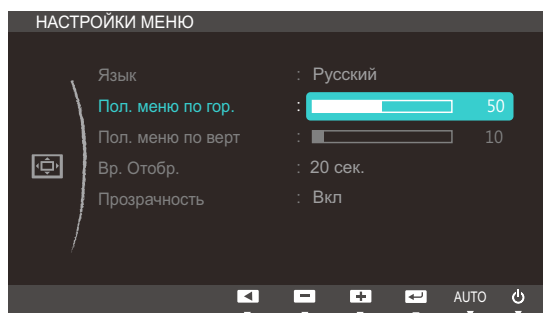 НАСТРОЙКИ МЕНЮ
Язык : Русский
Пол. меню по гор. : 50
Пол. меню по верт : 10
Вр. Отобр. : 20 сек.
Прозрачность : Вкл
AUTO